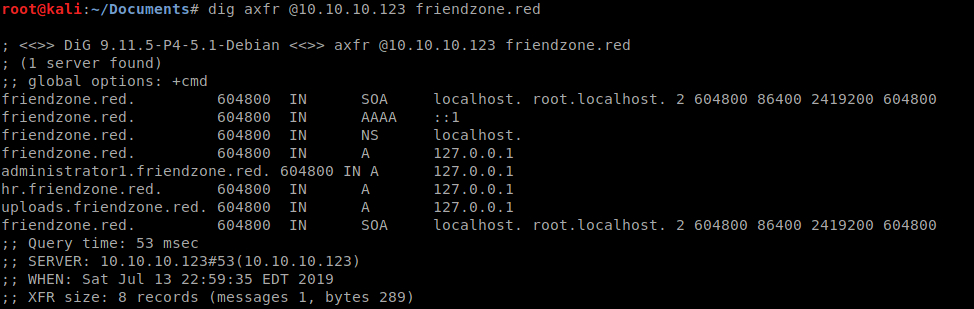 root@kali:~/Documents# dig axfr @10.10.10.123 friendzone.red
; <<>> DiG 9.11.5-P4-5.1-Debian <<>> axfr @10.10.10.123 friendzone.red
; (1 server found)
;; global options: +cmd
friendzone.red. 604800 IN SOA localhost. root.localhost. 2 604800 86400 2419200 604800
friendzone.red. 604800 IN AAAA ::1
friendzone.red. 604800 IN NS localhost.
friendzone.red. 604800 IN A 127.0.0.1
administrator1.friendzone.red. 604800 IN A 127.0.0.1
hr.friendzone.red. 604800 IN A 127.0.0.1
uploads.friendzone.red. 604800 IN A 127.0.0.1
friendzone.red. 604800 IN SOA localhost. root.localhost. 2 604800 86400 2419200 604800
;; Query time: 53 msec
;; SERVER: 10.10.10.123#53(10.10.10.123)
;; WHEN: Sat Jul 13 22:59:35 EDT 2019
;; XFR size: 8 records (messages 1, bytes 289)